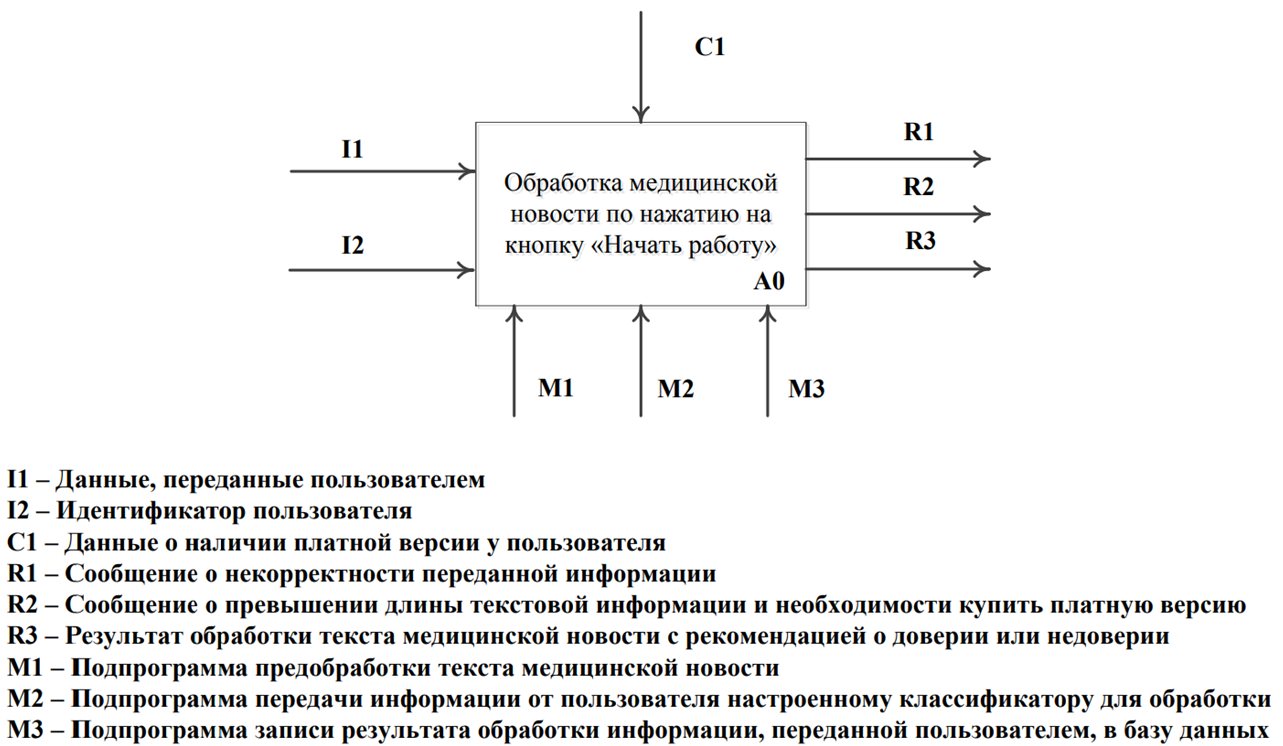 C1
I1
R1
Обработка медицинской
новости по нажатию на
кнопку «Начать работу»
R2
I2
R3
A0
M1
M2
M3
I1 – Данные, переданные пользователем
I2 – Идентификатор пользователя
C1 – Данные о наличии платной версии у пользователя
R1 – Сообщение о некорректности переданной информации
R2 – Сообщение о превышении длины текстовой информации и необходимости купить платную версию
R3 – Результат обработки текста медицинской новости с рекомендацией о доверии или недоверии
M1 – Подпрограмма предобработки текста медицинской новости
M2 – Подпрограмма передачи информации от пользователя настроенному классификатору для обработки
M3 – Подпрограмма записи результата обработки информации, переданной пользователем, в базу данных